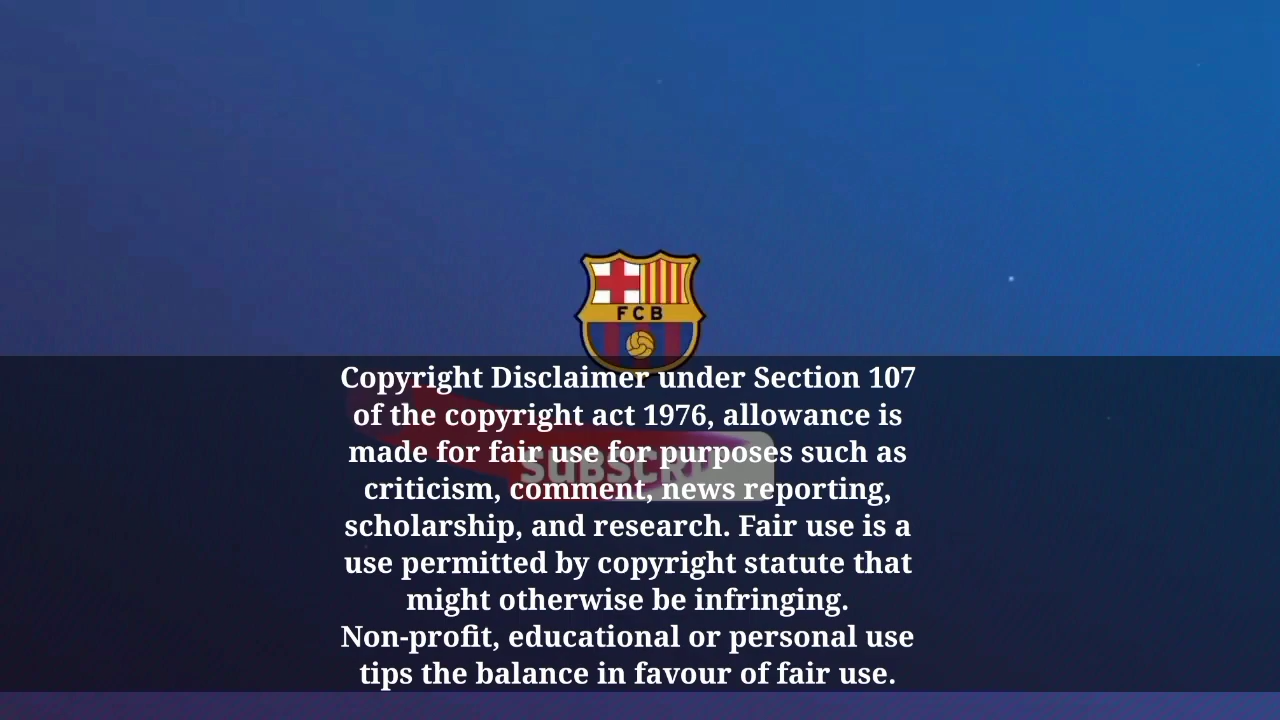 FCB
Copyright Disclaimer under Section 107
of the copyright act 1976, allowance is
made for fair use for purposes such as
SUBSCRI
criticism, comment, news reporting,
scholarship, and research. Fair use is a
use permitted by copyright statute that
might otherwise be infringing.
Non-profit, educational or personal use
tips the balance in favour of fair use.